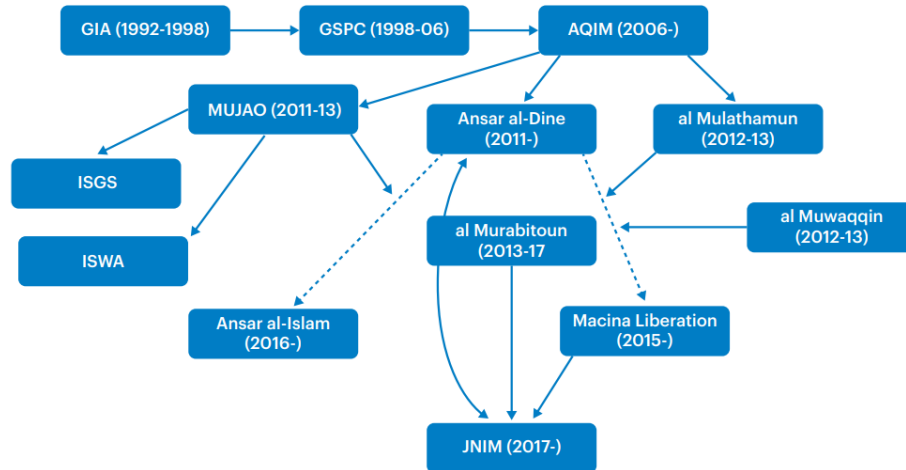 GIA (1992-1998)
GSPC (1998-06)
AQIM (2006-)
MUJAO (2011-13)
Ansar al-Dine
(2011-)
al Mulathamun
(2012-13)
ISGS
al Murabitoun
(2013-17
al Muwaqqin
(2012-13)
ISWA
Ansar al-Islam
(2016-)
Macina Liberation
(2015-)
JNIM (2017-)